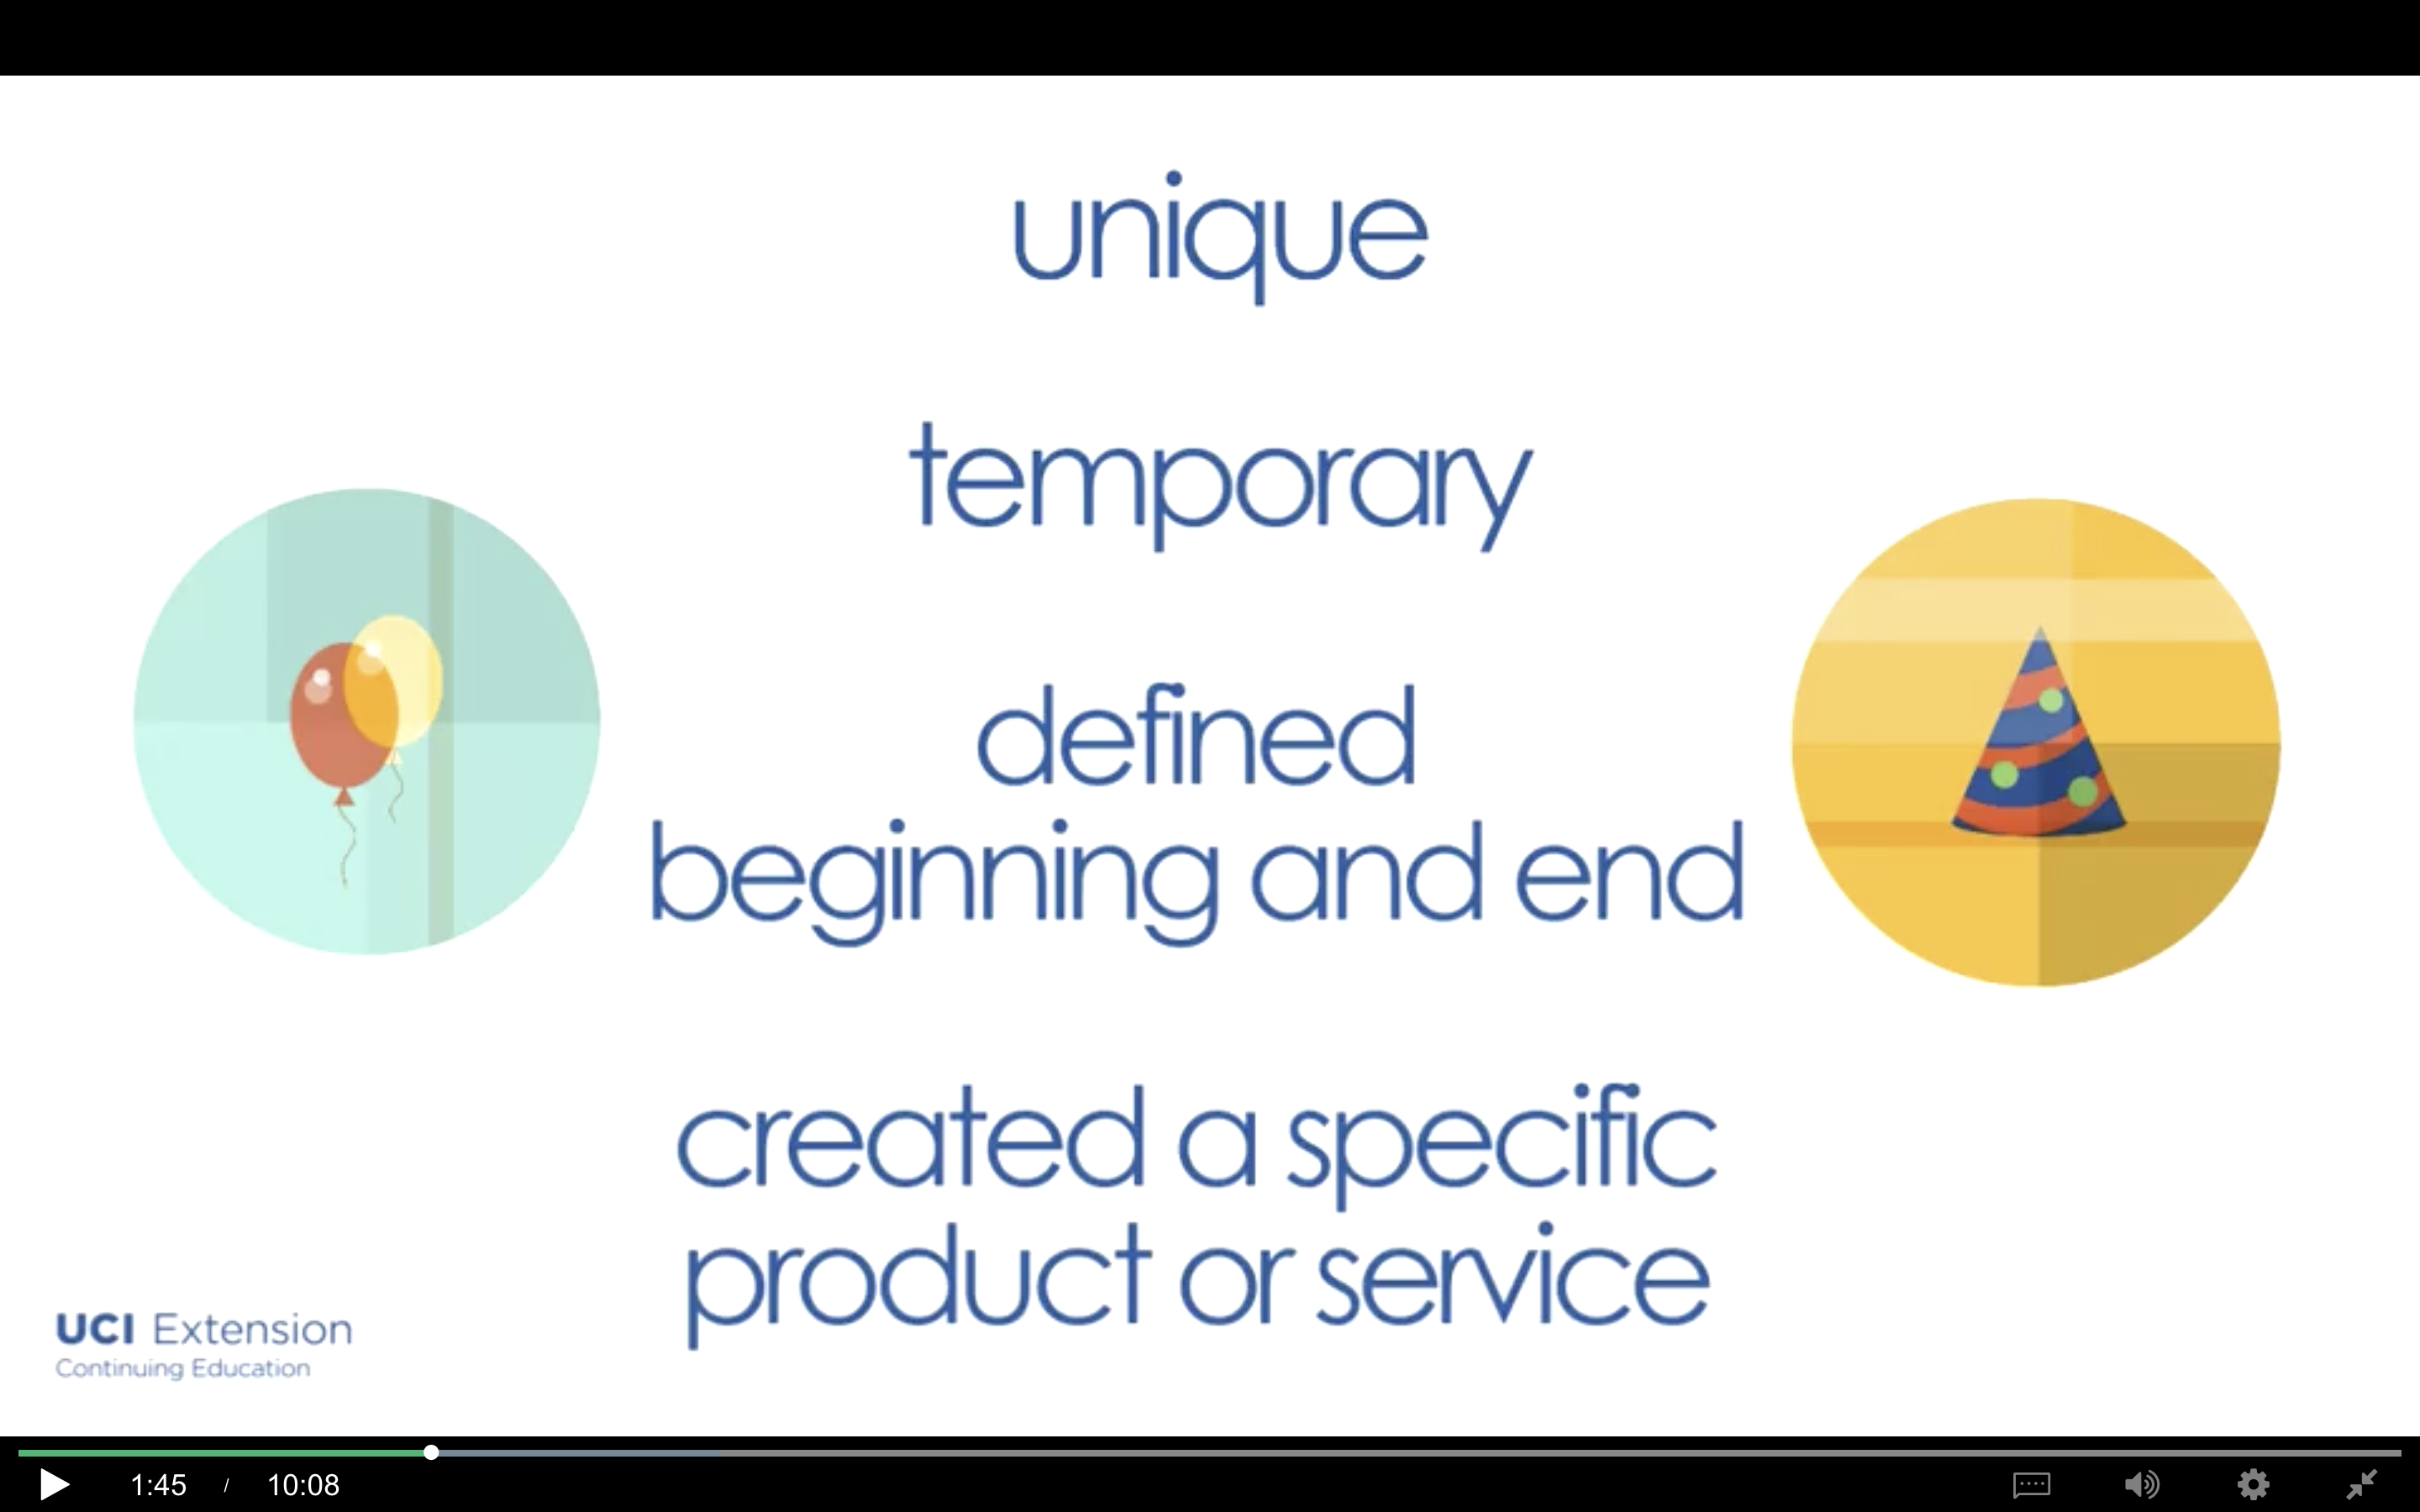 unique
temporary
defined
beginning and end
created a specific
product or service
UCI Extension
Continuing Education
1:45 / 10:08